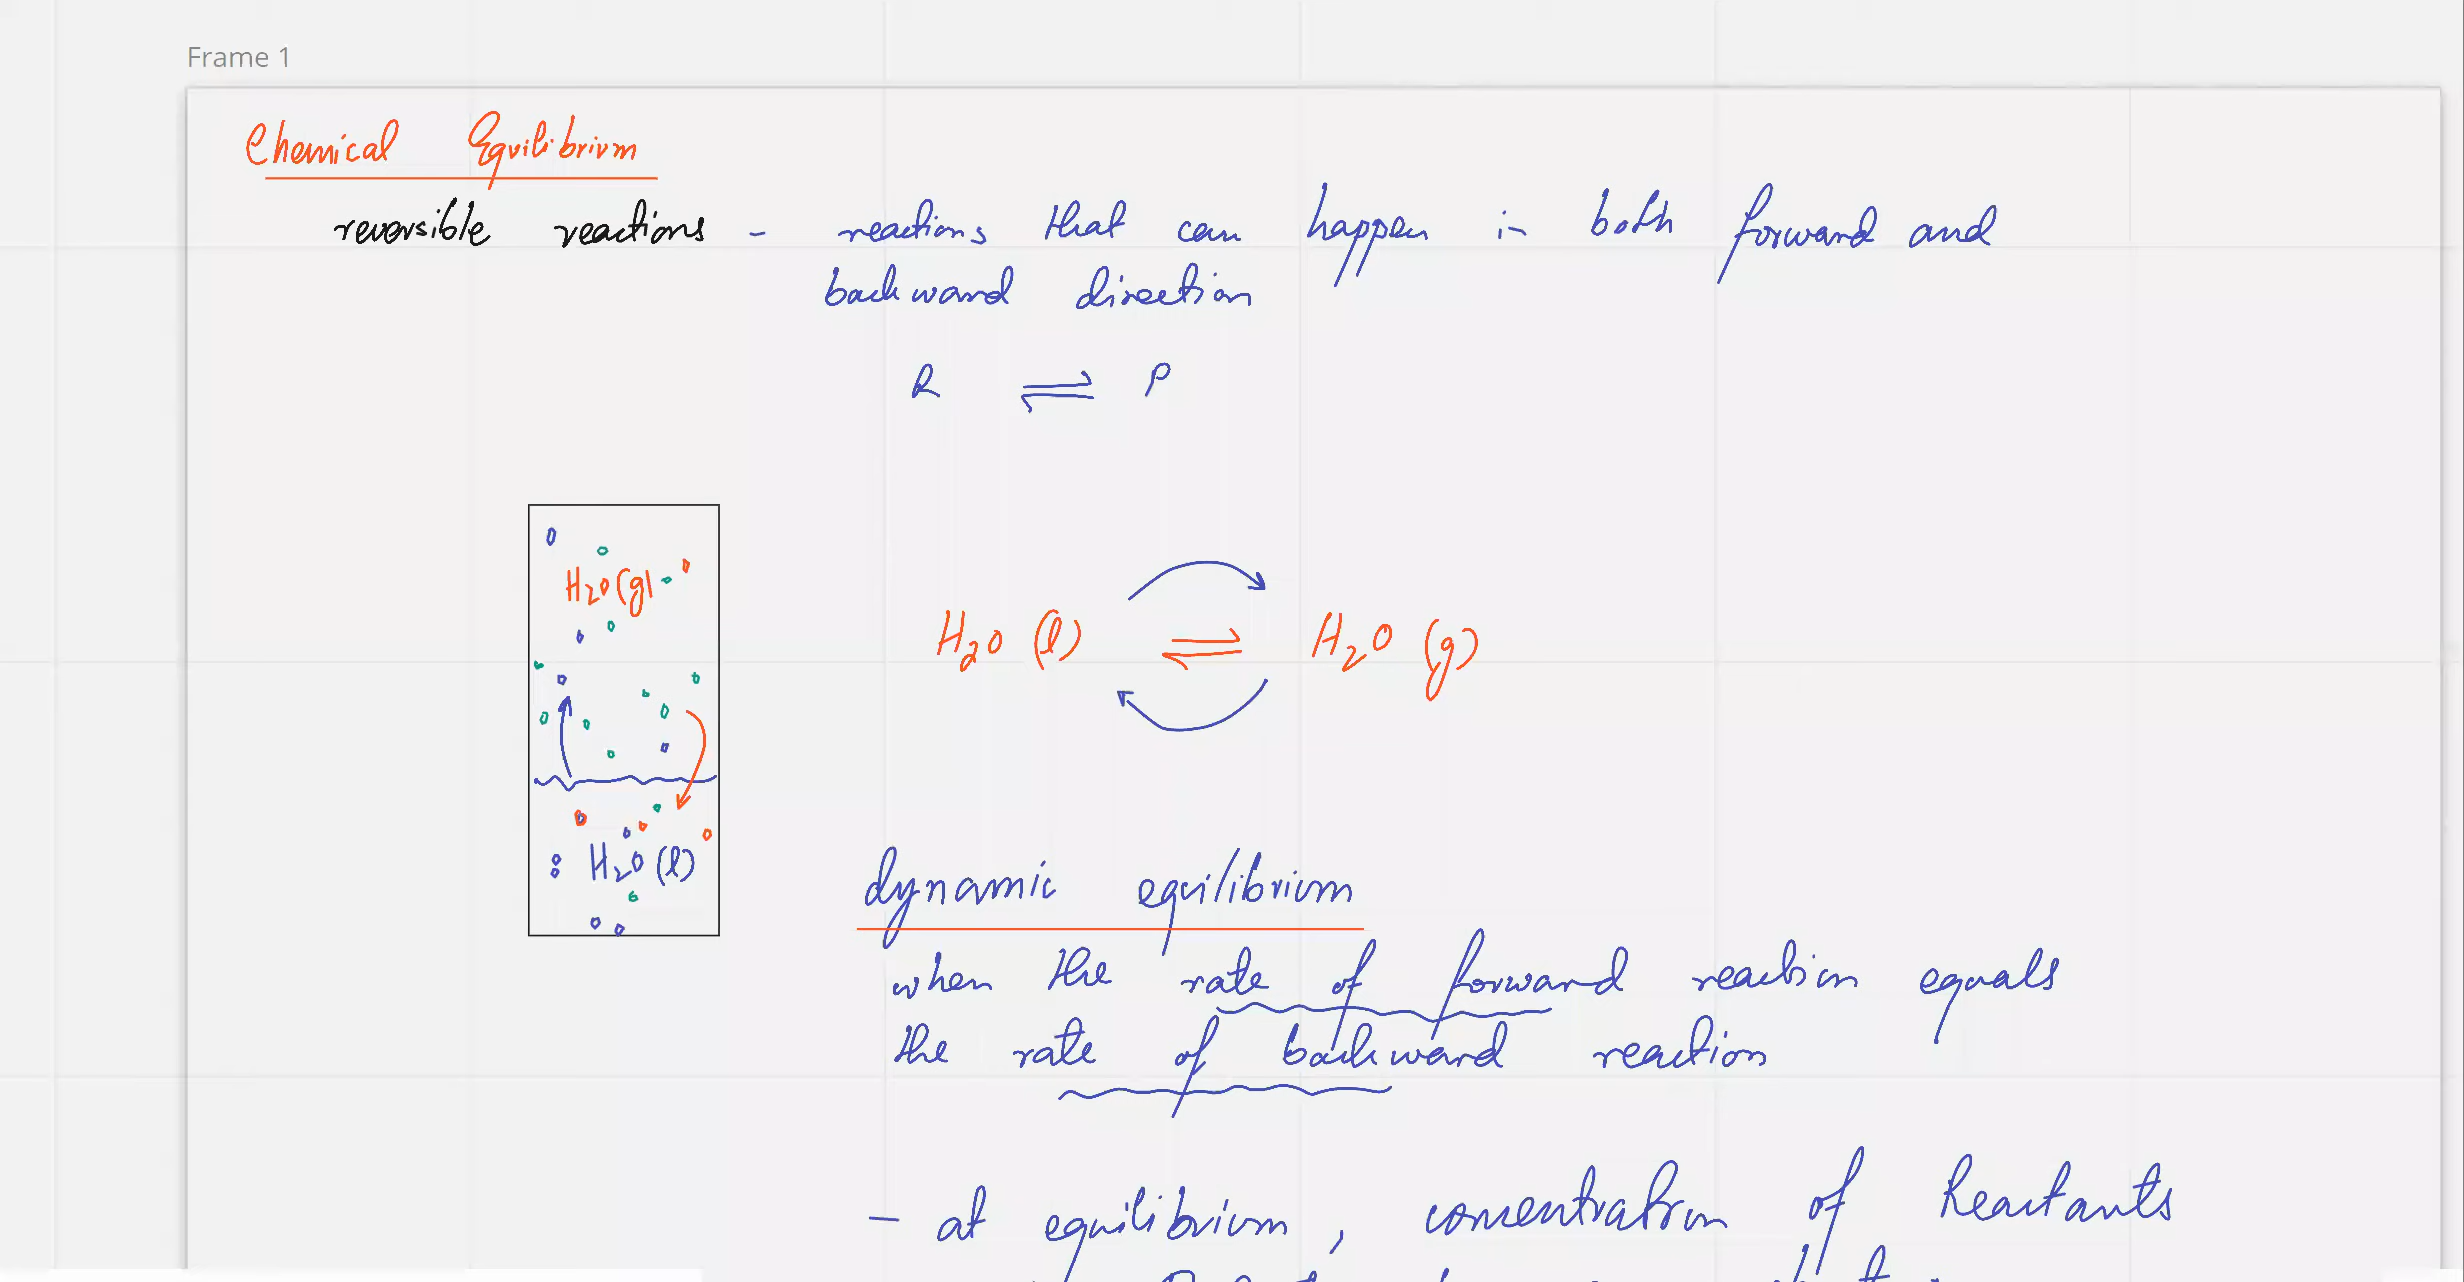 Frame 1
Chemical Equilibrium
reversible reactions - reactions that can happen in both forward and
backward direction
R ⇌ P
H₂O(g)
H₂O (l) ⇌ H₂O (g)
H₂O (l)
dynamic equilibrium
when the rate of forward reaction equals
the rate of backward reaction
- at equilibrium, concentration of Reactants